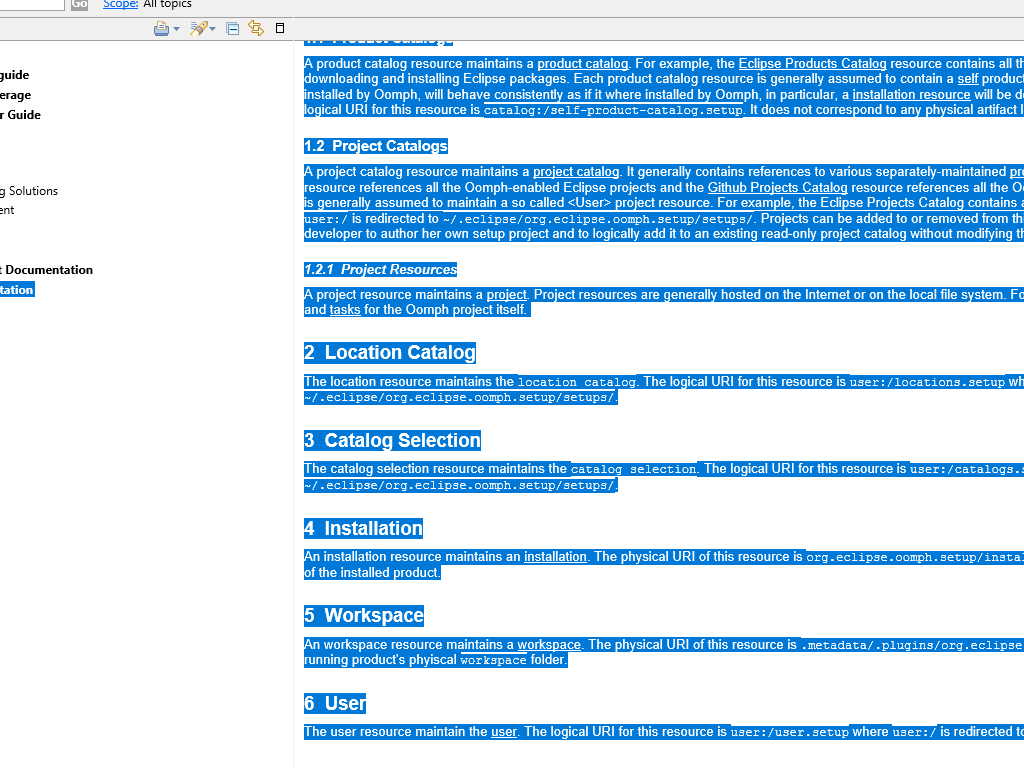 Go Scope: All topics
guide
erage
r Guide
g Solutions
ent
t Documentation
tation
A product catalog resource maintains a product catalog. For example, the Eclipse Products Catalog resource contains all th
downloading and installing Eclipse packages. Each product catalog resource is generally assumed to contain a self product
installed by Oomph, will behave consistently as if it where installed by Oomph, in particular, a installation resource will be de
logical URI for this resource is catalog:/self-product-catalog.setup. It does not correspond to any physical artifact l
1.2 Project Catalogs
A project catalog resource maintains a project catalog. It generally contains references to various separately-maintained pr
resource references all the Oomph-enabled Eclipse projects and the Github Projects Catalog resource references all the O
is generally assumed to maintain a so called <User> project resource. For example, the Eclipse Projects Catalog contains a
user:/ is redirected to ~/.eclipse/org.eclipse.oomph.setup/setups/. Projects can be added to or removed from thi
developer to author her own setup project and to logically add it to an existing read-only project catalog without modifying th
1.2.1 Project Resources
A project resource maintains a project. Project resources are generally hosted on the Internet or on the local file system. Fo
and tasks for the Oomph project itself.
2 Location Catalog
The location resource maintains the location catalog. The logical URI for this resource is user:/locations.setup wh
~/.eclipse/org.eclipse.oomph.setup/setups/.
3 Catalog Selection
The catalog selection resource maintains the catalog selection. The logical URI for this resource is user:/catalogs.s
~/.eclipse/org.eclipse.oomph.setup/setups/.
4 Installation
An installation resource maintains an installation. The physical URI of this resource is org.eclipse.oomph.setup/instal
of the installed product.
5 Workspace
An workspace resource maintains a workspace. The physical URI of this resource is .metadata/.plugins/org.eclipse
running product's phyiscal workspace folder.
6 User
The user resource maintain the user. The logical URI for this resource is user:/user.setup where user:/ is redirected to